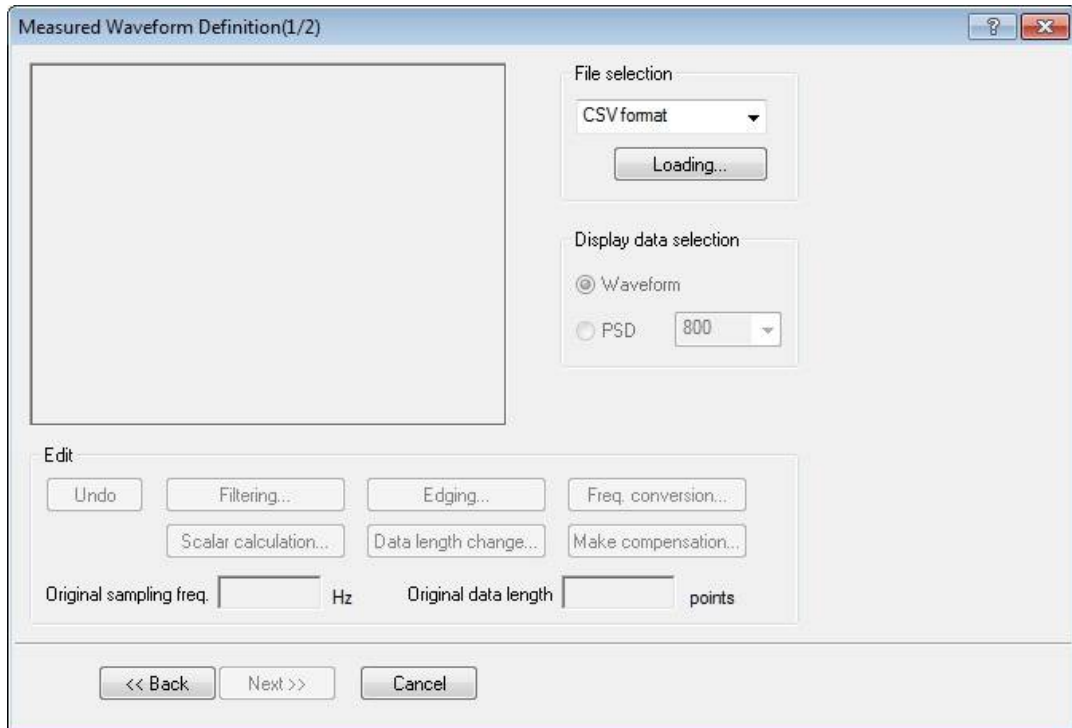 Measured Waveform Definition(1/2)
File selection
CSV format
Loading...
Display data selection
Waveform
PSD 800
Edit
Undo Filtering... Edging... Freq. conversion...
Scalar calculation... Data length change... Make compensation...
Original sampling freq. Hz Original data length points
<< Back Next >> Cancel